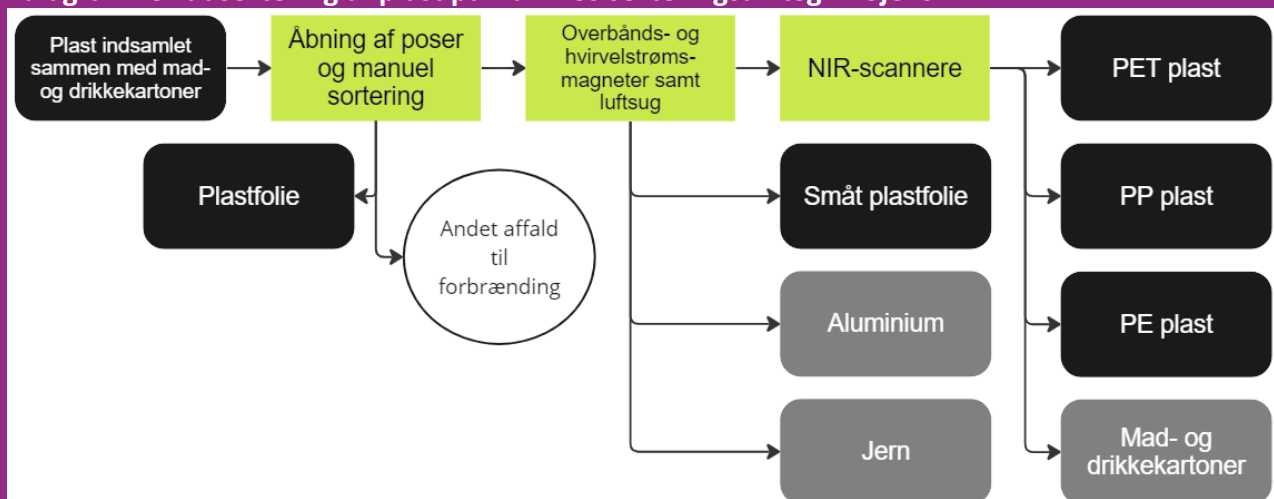 Plast indsamlet
sammen med mad-
og drikkekartoner
Åbning af poser
og manuel
sortering
Overbånds- og
hvirvelstrøms-
magneter samt
luftsug
NIR-scannere
PET plast
Plastfolie
Andet affald
til
forbrænding
Småt plastfolie
PP plast
Aluminium
PE plast
Jern
Mad- og
drikkekartoner